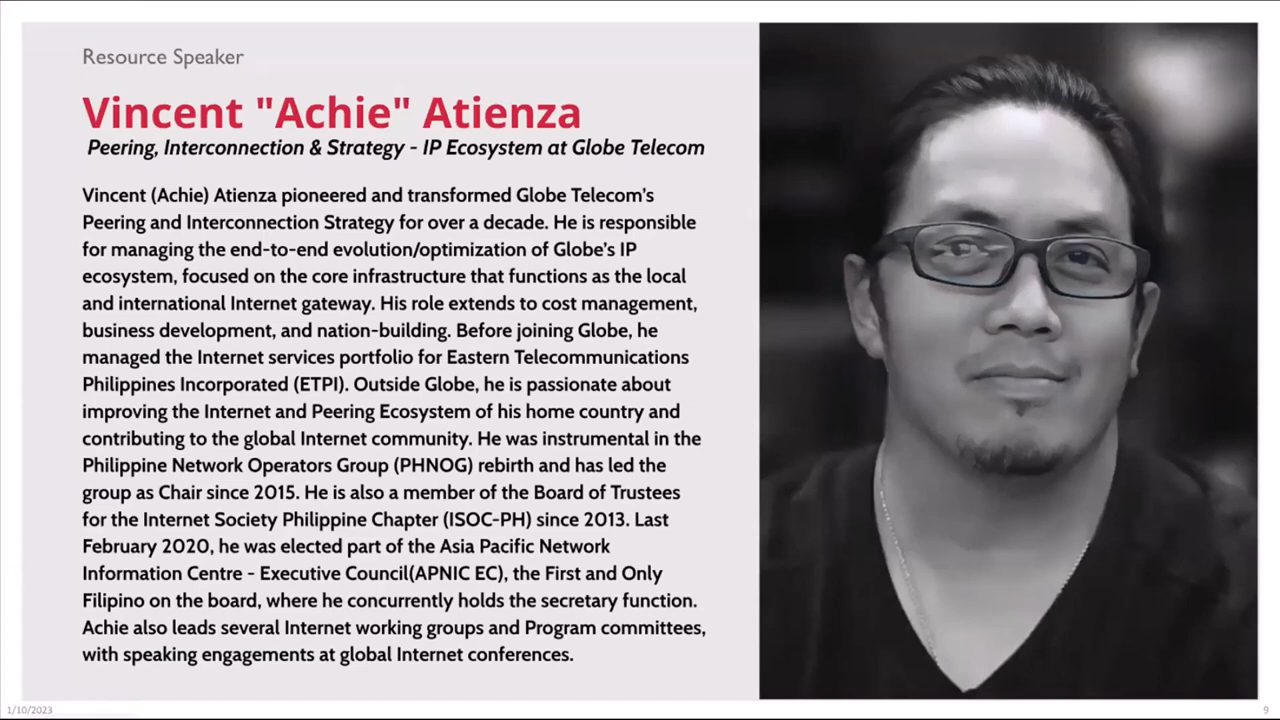 Resource Speaker
Vincent "Achie" Atienza
Peering, Interconnection & Strategy - IP Ecosystem at Globe Telecom
Vincent (Achie) Atienza pioneered and transformed Globe Telecom's
Peering and Interconnection Strategy for over a decade. He is responsible
for managing the end-to-end evolution/optimization of Globe's IP
ecosystem, focused on the core infrastructure that functions as the local
and international Internet gateway. His role extends to cost management,
business development, and nation-building. Before joining Globe, he
managed the Internet services portfolio for Eastern Telecommunications
Philippines Incorporated (ETPI). Outside Globe, he is passionate about
improving the Internet and Peering Ecosystem of his home country and
contributing to the global Internet community. He was instrumental in the
Philippine Network Operators Group (PHNOG) rebirth and has led the
group as Chair since 2015. He is also a member of the Board of Trustees
for the Internet Society Philippine Chapter (ISOC-PH) since 2013. Last
February 2020, he was elected part of the Asia Pacific Network
Information Centre - Executive Council(APNIC EC), the First and Only
Filipino on the board, where he concurrently holds the secretary function.
Achie also leads several Internet working groups and Program committees,
with speaking engagements at global Internet conferences.
1/10/2023
9